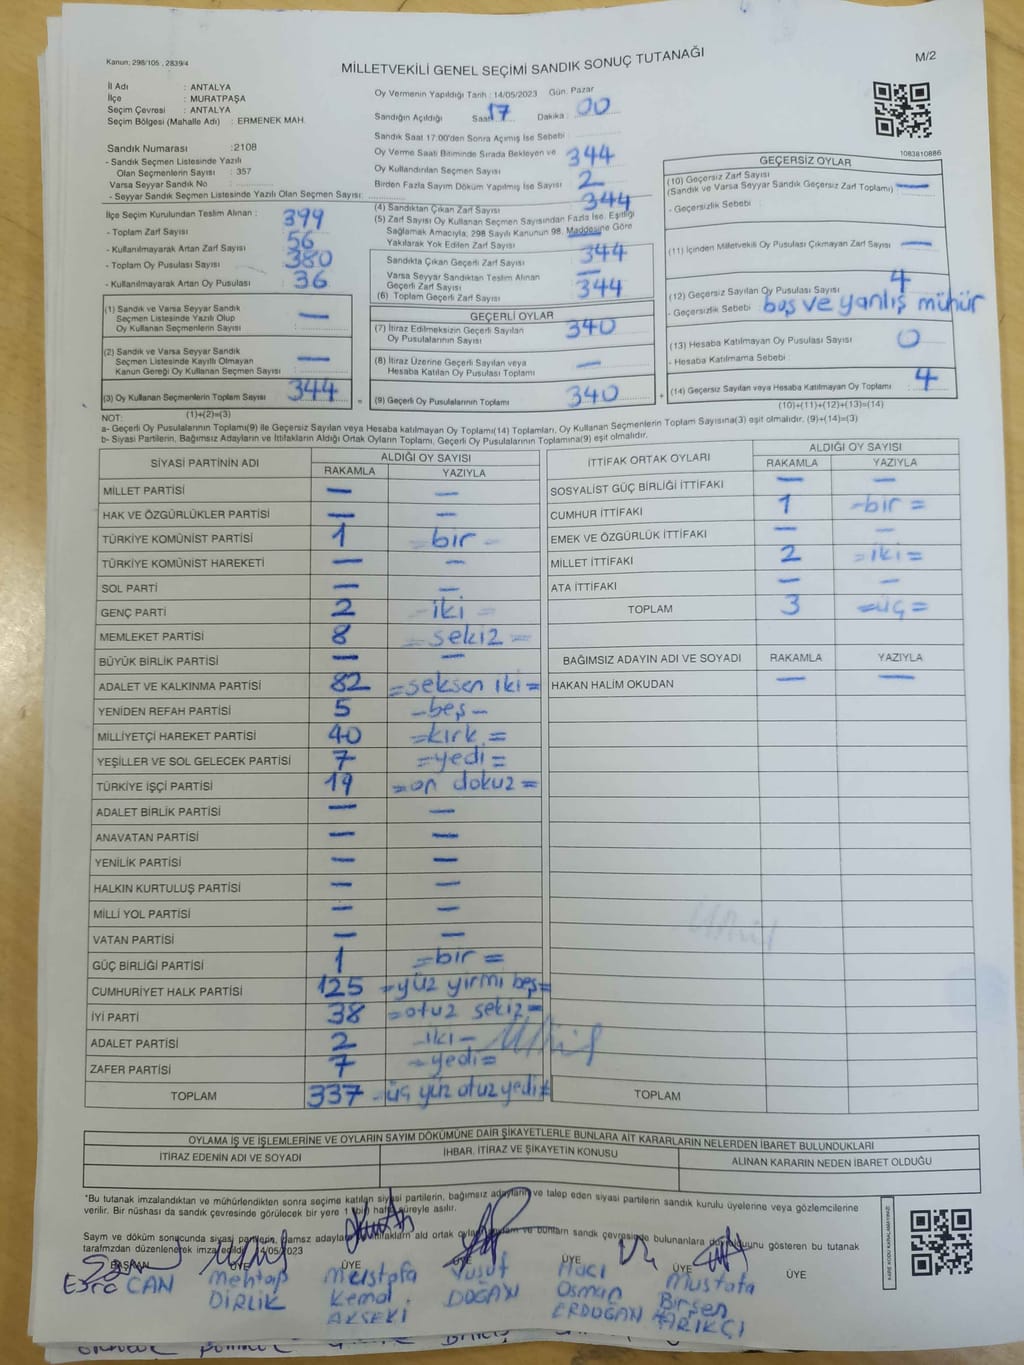 Kanun; 298/105 , 2839/4
MİLLETVEKİLİ GENEL SEÇİMİ SANDIK SONUÇ TUTANAĞI
M/2
İl Adı : ANTALYA
İlçe : MURATPAŞA
Seçim Çevresi : ANTALYA
Seçim Bölgesi (Mahalle Adı) : ERMENEK MAH.
Sandık Numarası :2108
- Sandık Seçmen Listesinde Yazılı
Olan Seçmenlerin Sayısı : 357
Varsa Seyyar Sandık No
- Seyyar Sandık Seçmen Listesinde Yazılı Olan Seçmen Sayısı
İlçe Seçim Kurulundan Teslim Alınan :
- Toplam Zarf Sayısı 399
- Kullanılmayarak Artan Zarf Sayısı 56
- Toplam Oy Pusulası Sayısı 380
- Kullanılmayarak Artan Oy Pusulası 36
Oy Vermenin Yapıldığı Tarih : 14/05/2023 Gün: Pazar
Sandığın Açıldığı Saat 17 Dakika : 00
Sandık Saat 17:00'den Sonra Açımış İse Sebebi :
Oy Verme Saati Bitiminde Sırada Bekleyen ve
Oy Kullandırılan Seçmen Sayısı 344
Birden Fazla Sayım Döküm Yapılmış İse Sayısı 2
(4) Sandıktan Çıkan Zarf Sayısı 344
(5) Zarf Sayısı Oy Kullanan Seçmen Sayısından Fazla İse, Eşitliği
Sağlamak Amacıyla; 298 Sayılı Kanunun 98. Maddesine Göre
Yakılarak Yok Edilen Zarf Sayısı —
Sandıkta Çıkan Geçerli Zarf Sayısı 344
Varsa Seyyar Sandıktan Teslim Alınan
Geçerli Zarf Sayısı —
(6) Toplam Geçerli Zarf Sayısı 344
1083810886
GEÇERSİZ OYLAR
(10) Geçersiz Zarf Sayısı
(Sandık ve Varsa Seyyar Sandık Geçersiz Zarf Toplamı) —
- Geçersizlik Sebebi :
(11) İçinden Milletvekili Oy Pusulası Çıkmayan Zarf Sayısı —
(12) Geçersiz Sayılan Oy Pusulası Sayısı 4
- Geçersizlik Sebebi boş ve yanlış mühür
(13) Hesaba Katılmayan Oy Pusulası Sayısı 0
- Hesaba Katılmama Sebebi
(14) Geçersiz Sayılan veya Hesaba Katılmayan Oy Toplamı : 4
(1) Sandık ve Varsa Seyyar Sandık
Seçmen Listesinde Yazılı Olup
Oy Kullanan Seçmenlerin Sayısı —
(2) Sandık ve Varsa Seyyar Sandık
Seçmen Listesinde Kayıtlı Olmayan
Kanun Gereği Oy Kullanan Seçmen Sayısı —
(3) Oy Kullanan Seçmenlerin Toplam Sayısı 344
=
GEÇERLİ OYLAR
(7) İtiraz Edilmeksizin Geçerli Sayılan
Oy Pusulalarının Sayısı 340
(8) İtiraz Üzerine Geçerli Sayılan veya
Hesaba Katılan Oy Pusulası Toplamı —
(9) Geçerli Oy Pusulalarının Toplamı 340
+
(1)+(2)=(3)
(10)+(11)+(12)+(13)=(14)
NOT:
a- Geçerli Oy Pusulalarının Toplamı(9) ile Geçersiz Sayılan veya Hesaba katılmayan Oy Toplamı(14) Toplamları, Oy Kullanan Seçmenlerin Toplam Sayısına(3) eşit olmalıdır. (9)+(14)=(3)
b- Siyasi Partilerin, Bağımsız Adayların ve İttifakların Aldığı Ortak Oyların Toplamı, Geçerli Oy Pusulalarının Toplamına(9) eşit olmalıdır.
SİYASİ PARTİNİN ADI ALDIĞI OY SAYISI
RAKAMLA YAZIYLA
MİLLET PARTİSİ — —
HAK VE ÖZGÜRLÜKLER PARTİSİ — —
TÜRKİYE KOMÜNİST PARTİSİ 1 - bir -
TÜRKİYE KOMÜNİST HAREKETİ — —
SOL PARTİ — —
GENÇ PARTİ 2 - iki =
MEMLEKET PARTİSİ 8 = sekiz =
BÜYÜK BİRLİK PARTİSİ — —
ADALET VE KALKINMA PARTİSİ 82 = seksen iki =
YENİDEN REFAH PARTİSİ 5 - beş -
MİLLİYETÇİ HAREKET PARTİSİ 40 = kırk =
YEŞİLLER VE SOL GELECEK PARTİSİ 7 = yedi =
TÜRKİYE İŞÇİ PARTİSİ 19 = on dokuz =
ADALET BİRLİK PARTİSİ — —
ANAVATAN PARTİSİ — —
YENİLİK PARTİSİ — —
HALKIN KURTULUŞ PARTİSİ — —
MİLLİ YOL PARTİSİ — —
VATAN PARTİSİ — —
GÜÇ BİRLİĞİ PARTİSİ 1 = bir =
CUMHURİYET HALK PARTİSİ 125 = yüz yirmi beş =
İYİ PARTİ 38 = otuz sekiz =
ADALET PARTİSİ 2 - iki -
ZAFER PARTİSİ 7 - yedi =
TOPLAM 337 - üç yüz otuz yedi =
İTTİFAK ORTAK OYLARI ALDIĞI OY SAYISI
RAKAMLA YAZIYLA
SOSYALİST GÜÇ BİRLİĞİ İTTİFAKI — —
CUMHUR İTTİFAKI 1 - bir =
EMEK VE ÖZGÜRLÜK İTTİFAKI — —
MİLLET İTTİFAKI 2 = iki =
ATA İTTİFAKI — —
TOPLAM 3 = üç =
BAĞIMSIZ ADAYIN ADI VE SOYADI RAKAMLA YAZIYLA
HAKAN HALİM OKUDAN — —
TOPLAM
OYLAMA İŞ VE İŞLEMLERİNE VE OYLARIN SAYIM DÖKÜMÜNE DAİR ŞİKAYETLERLE BUNLARA AİT KARARLARIN NELERDEN İBARET BULUNDUKLARI
İTİRAZ EDENİN ADI VE SOYADI İHBAR, İTİRAZ VE ŞİKAYETİN KONUSU ALINAN KARARIN NEDEN İBARET OLDUĞU
*Bu tutanak imzalandıktan ve mühürlendikten sonra seçime katılan siyasi partilerin, bağımsız adayların ve talep eden siyasi partilerin sandık kurulu üyelerine veya gözlemcilerine
verilir. Bir nüshası da sandık çevresinde görülecek bir yere 1 (bir) hafta süreyle asılır.
Sayım ve döküm sonucunda siyasi partilerin, bağımsız adayların ittifakların aldı ortak oyların ve bunların sandık çevresinde bulunanlara duyulduğunu gösteren bu tutanak
tarafımızdan düzenlenerek imza edildi. 14/05/2023
BAŞKAN ÜYE ÜYE ÜYE ÜYE ÜYE ÜYE
Esra CAN
Mehtap DİRLİK
Mustafa Kemal AKSEKİ
Yusuf DOĞAN
Hacı Osman ERDOĞAN
Mustafa Birşen TARIKÇI
KARE KODU KARALAMAYINIZ